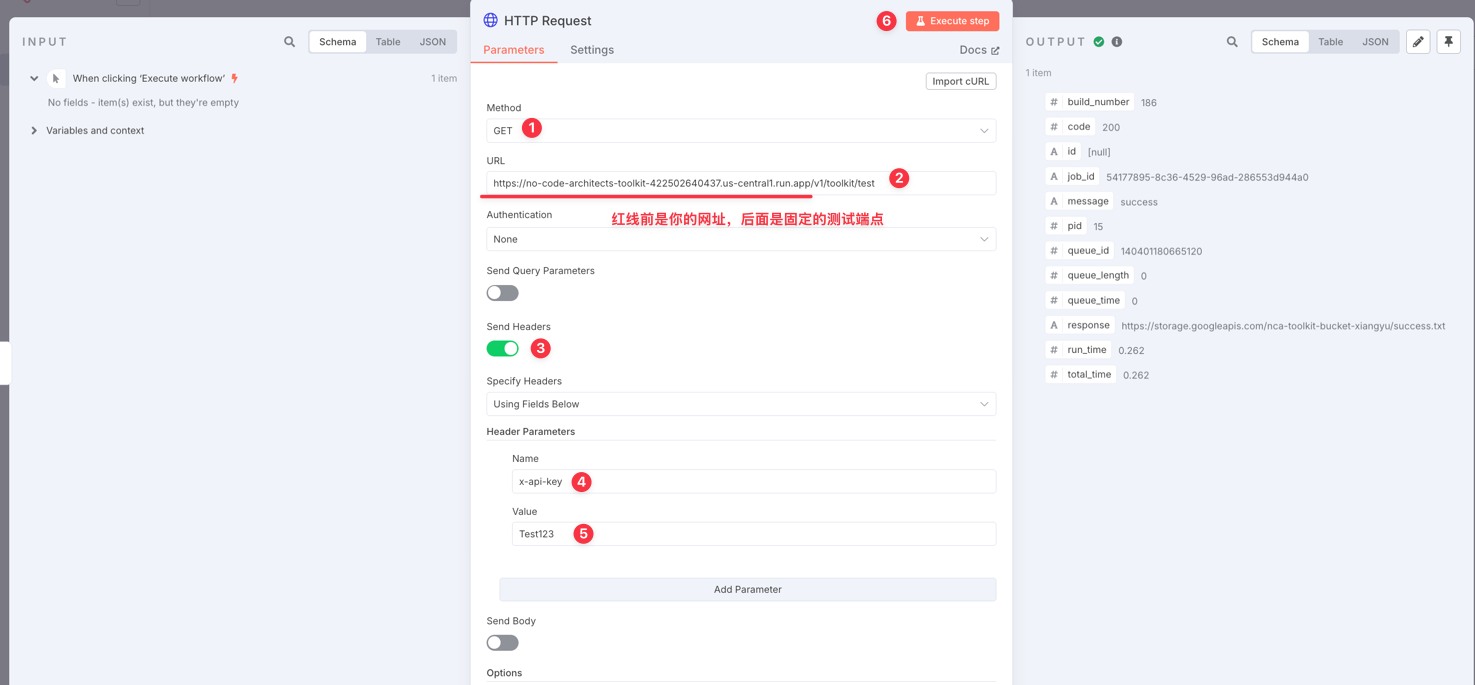 INPUT
Schema
Table
JSON
When clicking ‘Execute workflow’
1 item
No fields - item(s) exist, but they're empty
Variables and context
HTTP Request
6
Execute step
Parameters
Settings
Docs
Import cURL
Method
GET
1
URL
https://no-code-architects-toolkit-422502640437.us-central1.run.app/v1/toolkit/test
2
Authentication
红线前是你的网址，后面是固定的测试端点
None
Send Query Parameters
Send Headers
3
Specify Headers
Using Fields Below
Header Parameters
Name
x-api-key
4
Value
Test123
5
Add Parameter
Send Body
Options
OUTPUT
Schema
Table
JSON
1 item
# build_number 186
# code 200
A id [null]
A job_id 54177895-8c36-4529-96ad-286553d944a0
A message success
# pid 15
# queue_id 140401180665120
# queue_length 0
# queue_time 0
A response https://storage.googleapis.com/nca-toolkit-bucket-xiangyu/success.txt
# run_time 0.262
# total_time 0.262